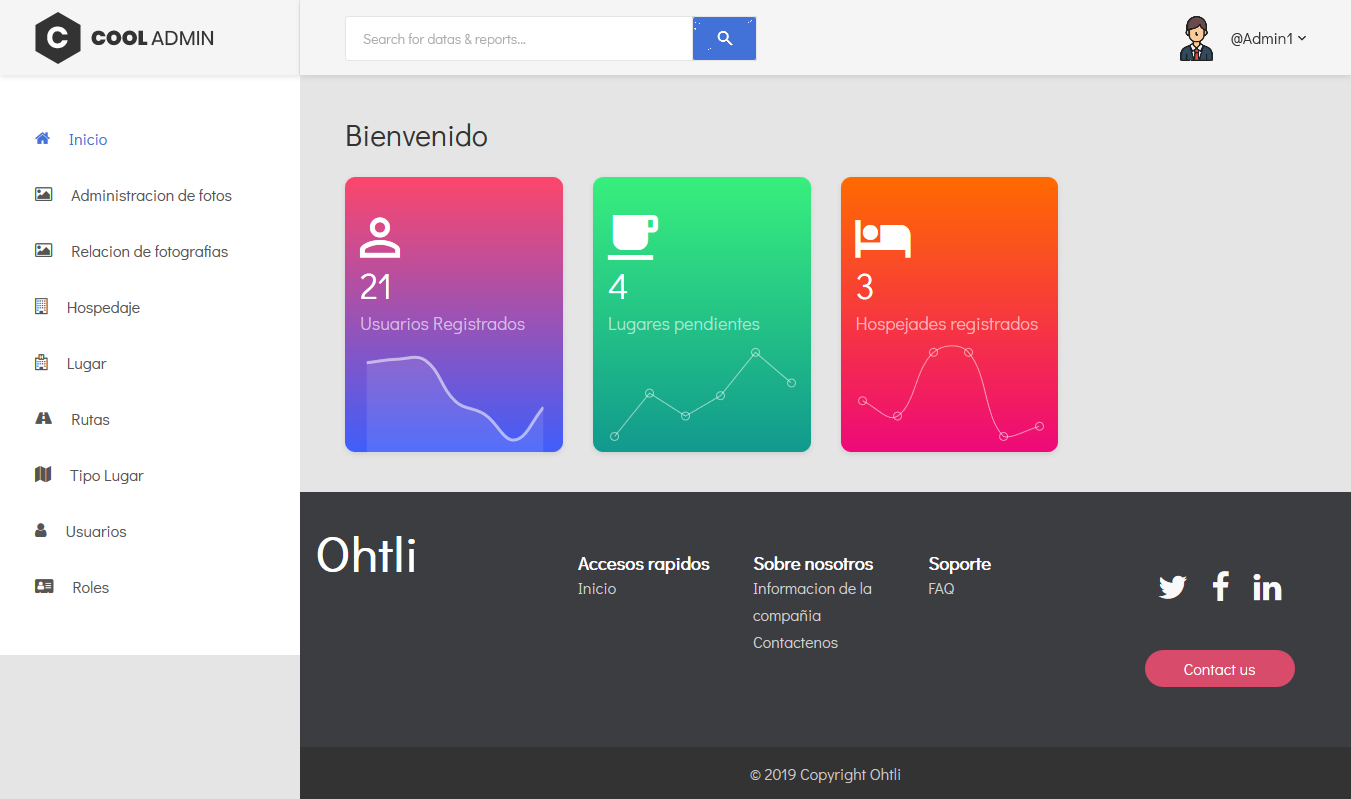 C COOL ADMIN
Search for datas & reports...
@Admin1
Inicio
Administracion de fotos
Relacion de fotografias
Hospedaje
Lugar
Rutas
Tipo Lugar
Usuarios
Roles
Bienvenido
21
Usuarios Registrados
4
Lugares pendientes
3
Hospejades registrados
Ohtli
Accesos rapidos
Inicio
Sobre nosotros
Informacion de la
compañia
Contactenos
Soporte
FAQ
Contact us
© 2019 Copyright Ohtli